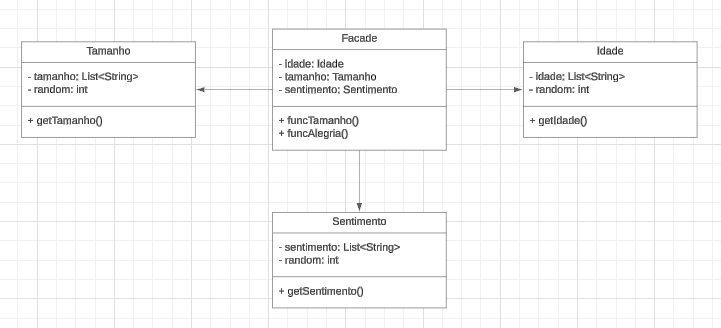 Tamanho
- tamanho: List<String>
- random: int
+ getTamanho()
Facade
- idade: Idade
- tamanho: Tamanho
- sentimento: Sentimento
+ funcTamanho()
+ funcAlegria()
Idade
- idade: List<String>
- random: int
+ getIdade()
Sentimento
- sentimento: List<String>
- random: int
+ getSentimento()